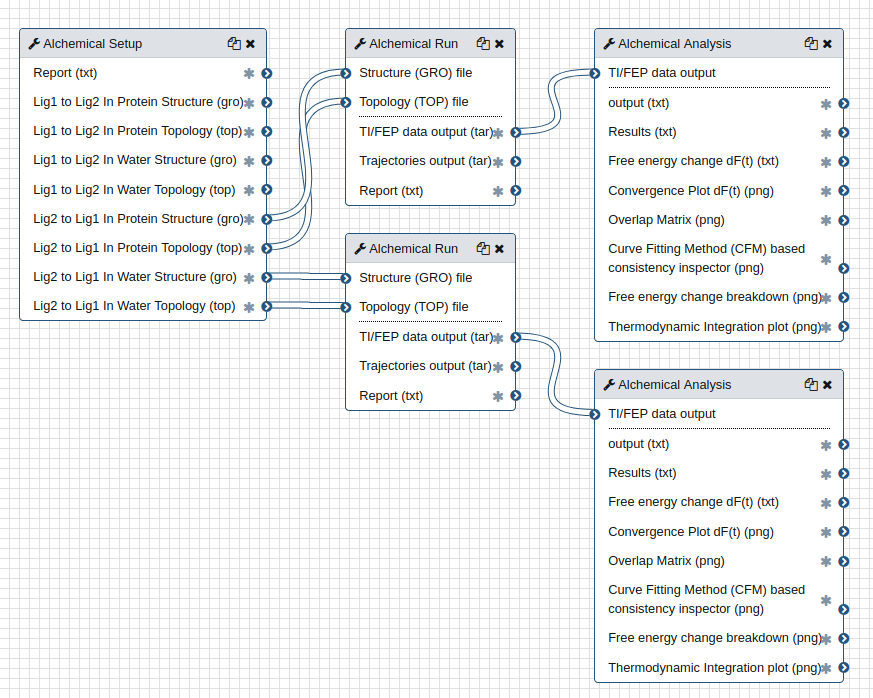 Alchemical Setup
Report (txt)
Lig1 to Lig2 In Protein Structure (gro)
Lig1 to Lig2 In Protein Topology (top)
Lig1 to Lig2 In Water Structure (gro)
Lig1 to Lig2 In Water Topology (top)
Lig2 to Lig1 In Protein Structure (gro)
Lig2 to Lig1 In Protein Topology (top)
Lig2 to Lig1 In Water Structure (gro)
Lig2 to Lig1 In Water Topology (top)
Alchemical Run
Structure (GRO) file
Topology (TOP) file
TI/FEP data output (tar)
Trajectories output (tar)
Report (txt)
Alchemical Run
Structure (GRO) file
Topology (TOP) file
TI/FEP data output (tar)
Trajectories output (tar)
Report (txt)
Alchemical Analysis
TI/FEP data output
output (txt)
Results (txt)
Free energy change dF(t) (txt)
Convergence Plot dF(t) (png)
Overlap Matrix (png)
Curve Fitting Method (CFM) based
consistency inspector (png)
Free energy change breakdown (png)
Thermodynamic Integration plot (png)
Alchemical Analysis
TI/FEP data output
output (txt)
Results (txt)
Free energy change dF(t) (txt)
Convergence Plot dF(t) (png)
Overlap Matrix (png)
Curve Fitting Method (CFM) based
consistency inspector (png)
Free energy change breakdown (png)
Thermodynamic Integration plot (png)